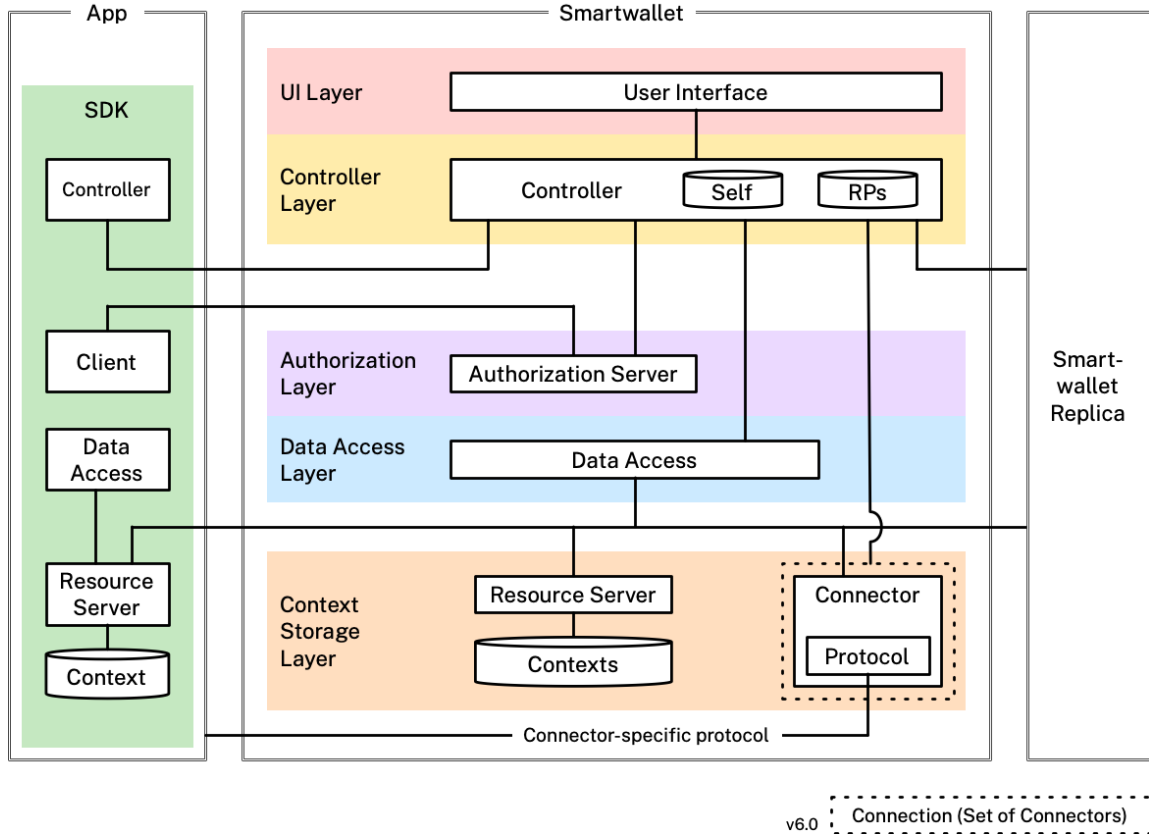 App
Smartwallet
SDK
UI Layer
User Interface
Controller
Controller
Layer
Controller
Self
RPs
Client
Authorization
Layer
Authorization Server
Smart-
wallet
Replica
Data
Access
Data Access
Layer
Data Access
Resource
Server
Context
Context
Storage
Layer
Resource Server
Contexts
Connector
Protocol
Connector-specific protocol
v6.0
Connection (Set of Connectors)